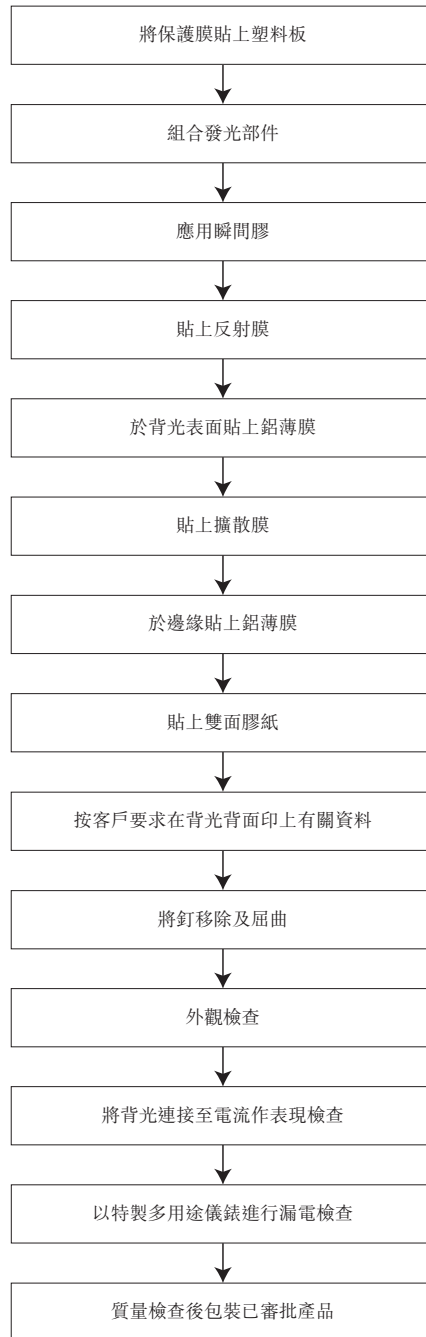 將保護膜貼上塑料板
組合發光部件
應用瞬間膠
貼上反射膜
於背光表面貼上鋁薄膜
貼上擴散膜
於邊緣貼上鋁薄膜
貼上雙面膠紙
按客戶要求在背光背面印上有關資料
將釘移除及屈曲
外觀檢查
將背光連接至電流作表現檢查
以特製多用途儀錶進行漏電檢查
質量檢查後包裝已審批產品